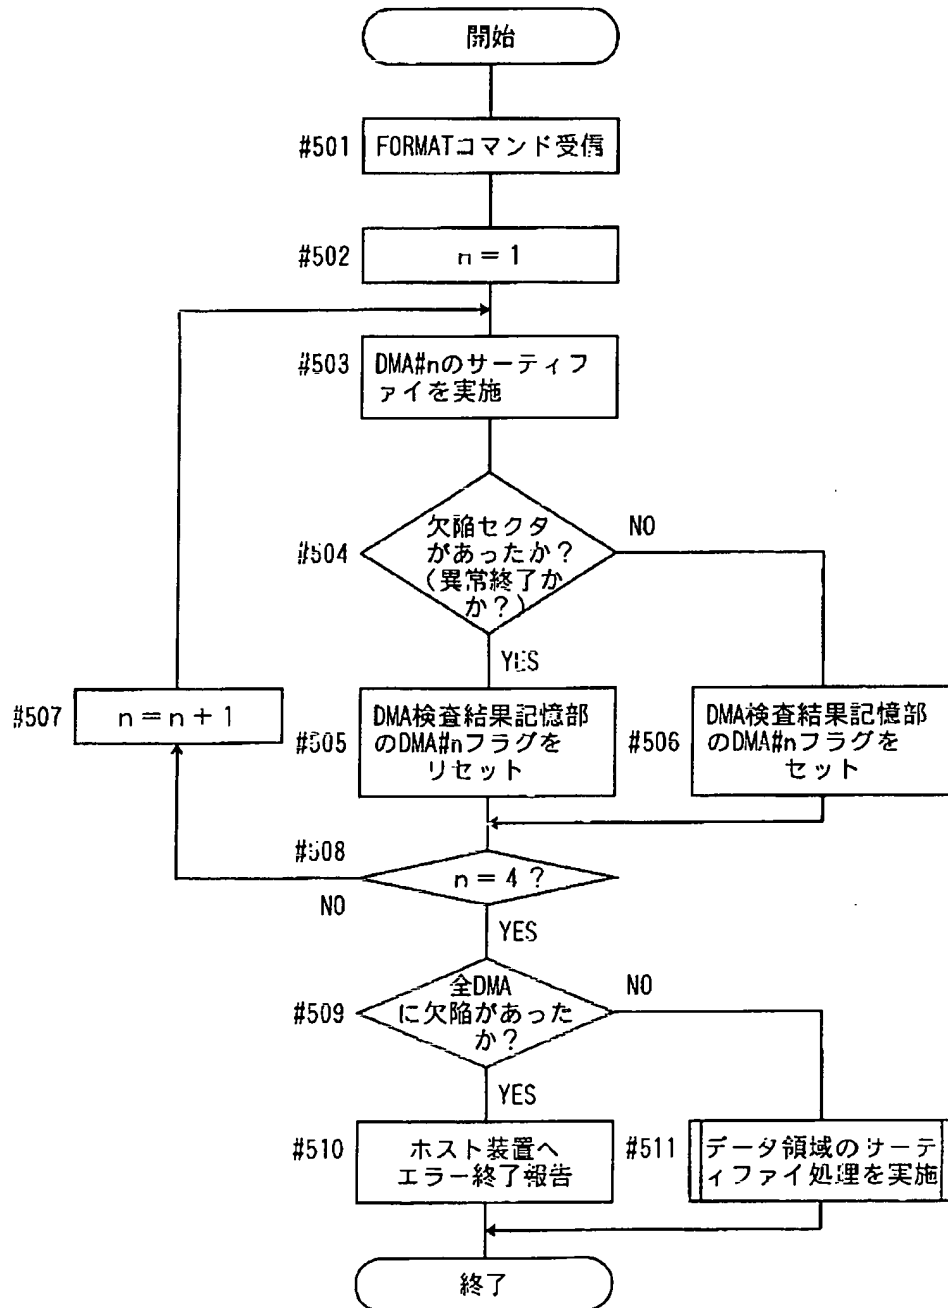 開始
#501
FORMATコマンド受信
#502
n = 1
#503
DMA#nのサーティフ
ァイを実施
#504
欠陥セクタ
があったか?
(異常終了か
か?)
NO
YES
#507
n = n + 1
#505
DMA検査結果記憶部
のDMA#nフラグを
リセット
#506
DMA検査結果記憶部
のDMA#nフラグを
セット
#508
n = 4 ?
NO
YES
#509
全DMA
に欠陥があった
か?
NO
YES
#510
ホスト装置へ
エラー終了報告
#511
データ領域のサーテ
ィファイ処理を実施
終了